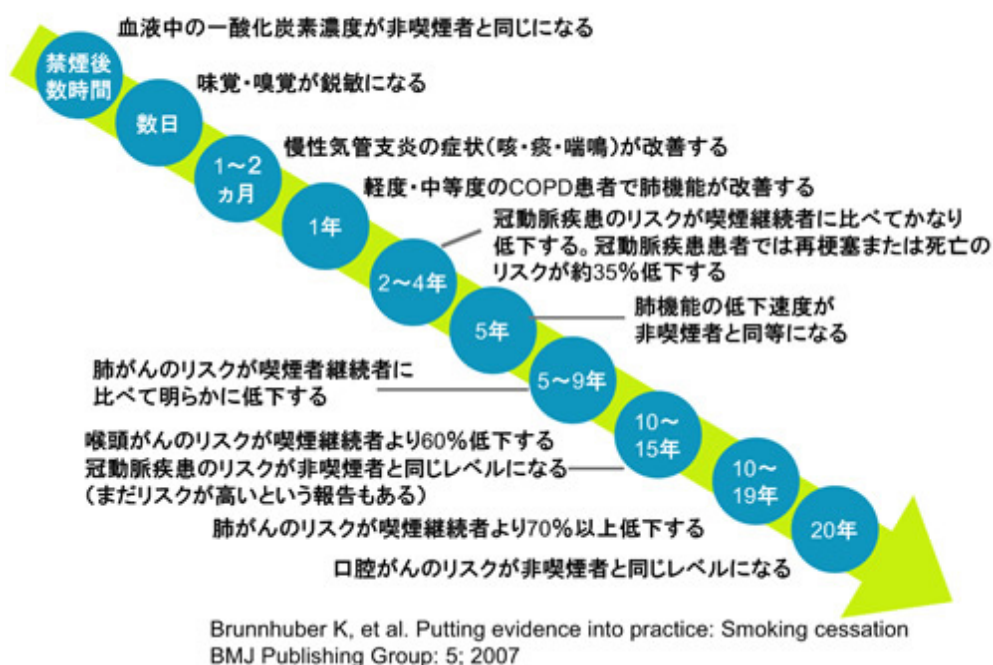 血液中の一酸化炭素濃度が非喫煙者と同じになる
禁煙後
数時間
味覚・嗅覚が鋭敏になる
数日
慢性気管支炎の症状(咳・痰・喘鳴)が改善する
1～2
ヵ月
軽度・中等度のCOPD患者で肺機能が改善する
1年
冠動脈疾患のリスクが喫煙継続者に比べてかなり
低下する。冠動脈疾患患者では再梗塞または死亡の
リスクが約35%低下する
2～4年
肺機能の低下速度が
非喫煙者と同等になる
5年
肺がんのリスクが喫煙者継続者に
比べて明らかに低下する
5～9年
喉頭がんのリスクが喫煙継続者より60%低下する
冠動脈疾患のリスクが非喫煙者と同じレベルになる
(まだリスクが高いという報告もある)
10～
15年
肺がんのリスクが喫煙継続者より70%以上低下する
10～
19年
口腔がんのリスクが非喫煙者と同じレベルになる
20年
Brunnhuber K, et al. Putting evidence into practice: Smoking cessation
BMJ Publishing Group: 5; 2007